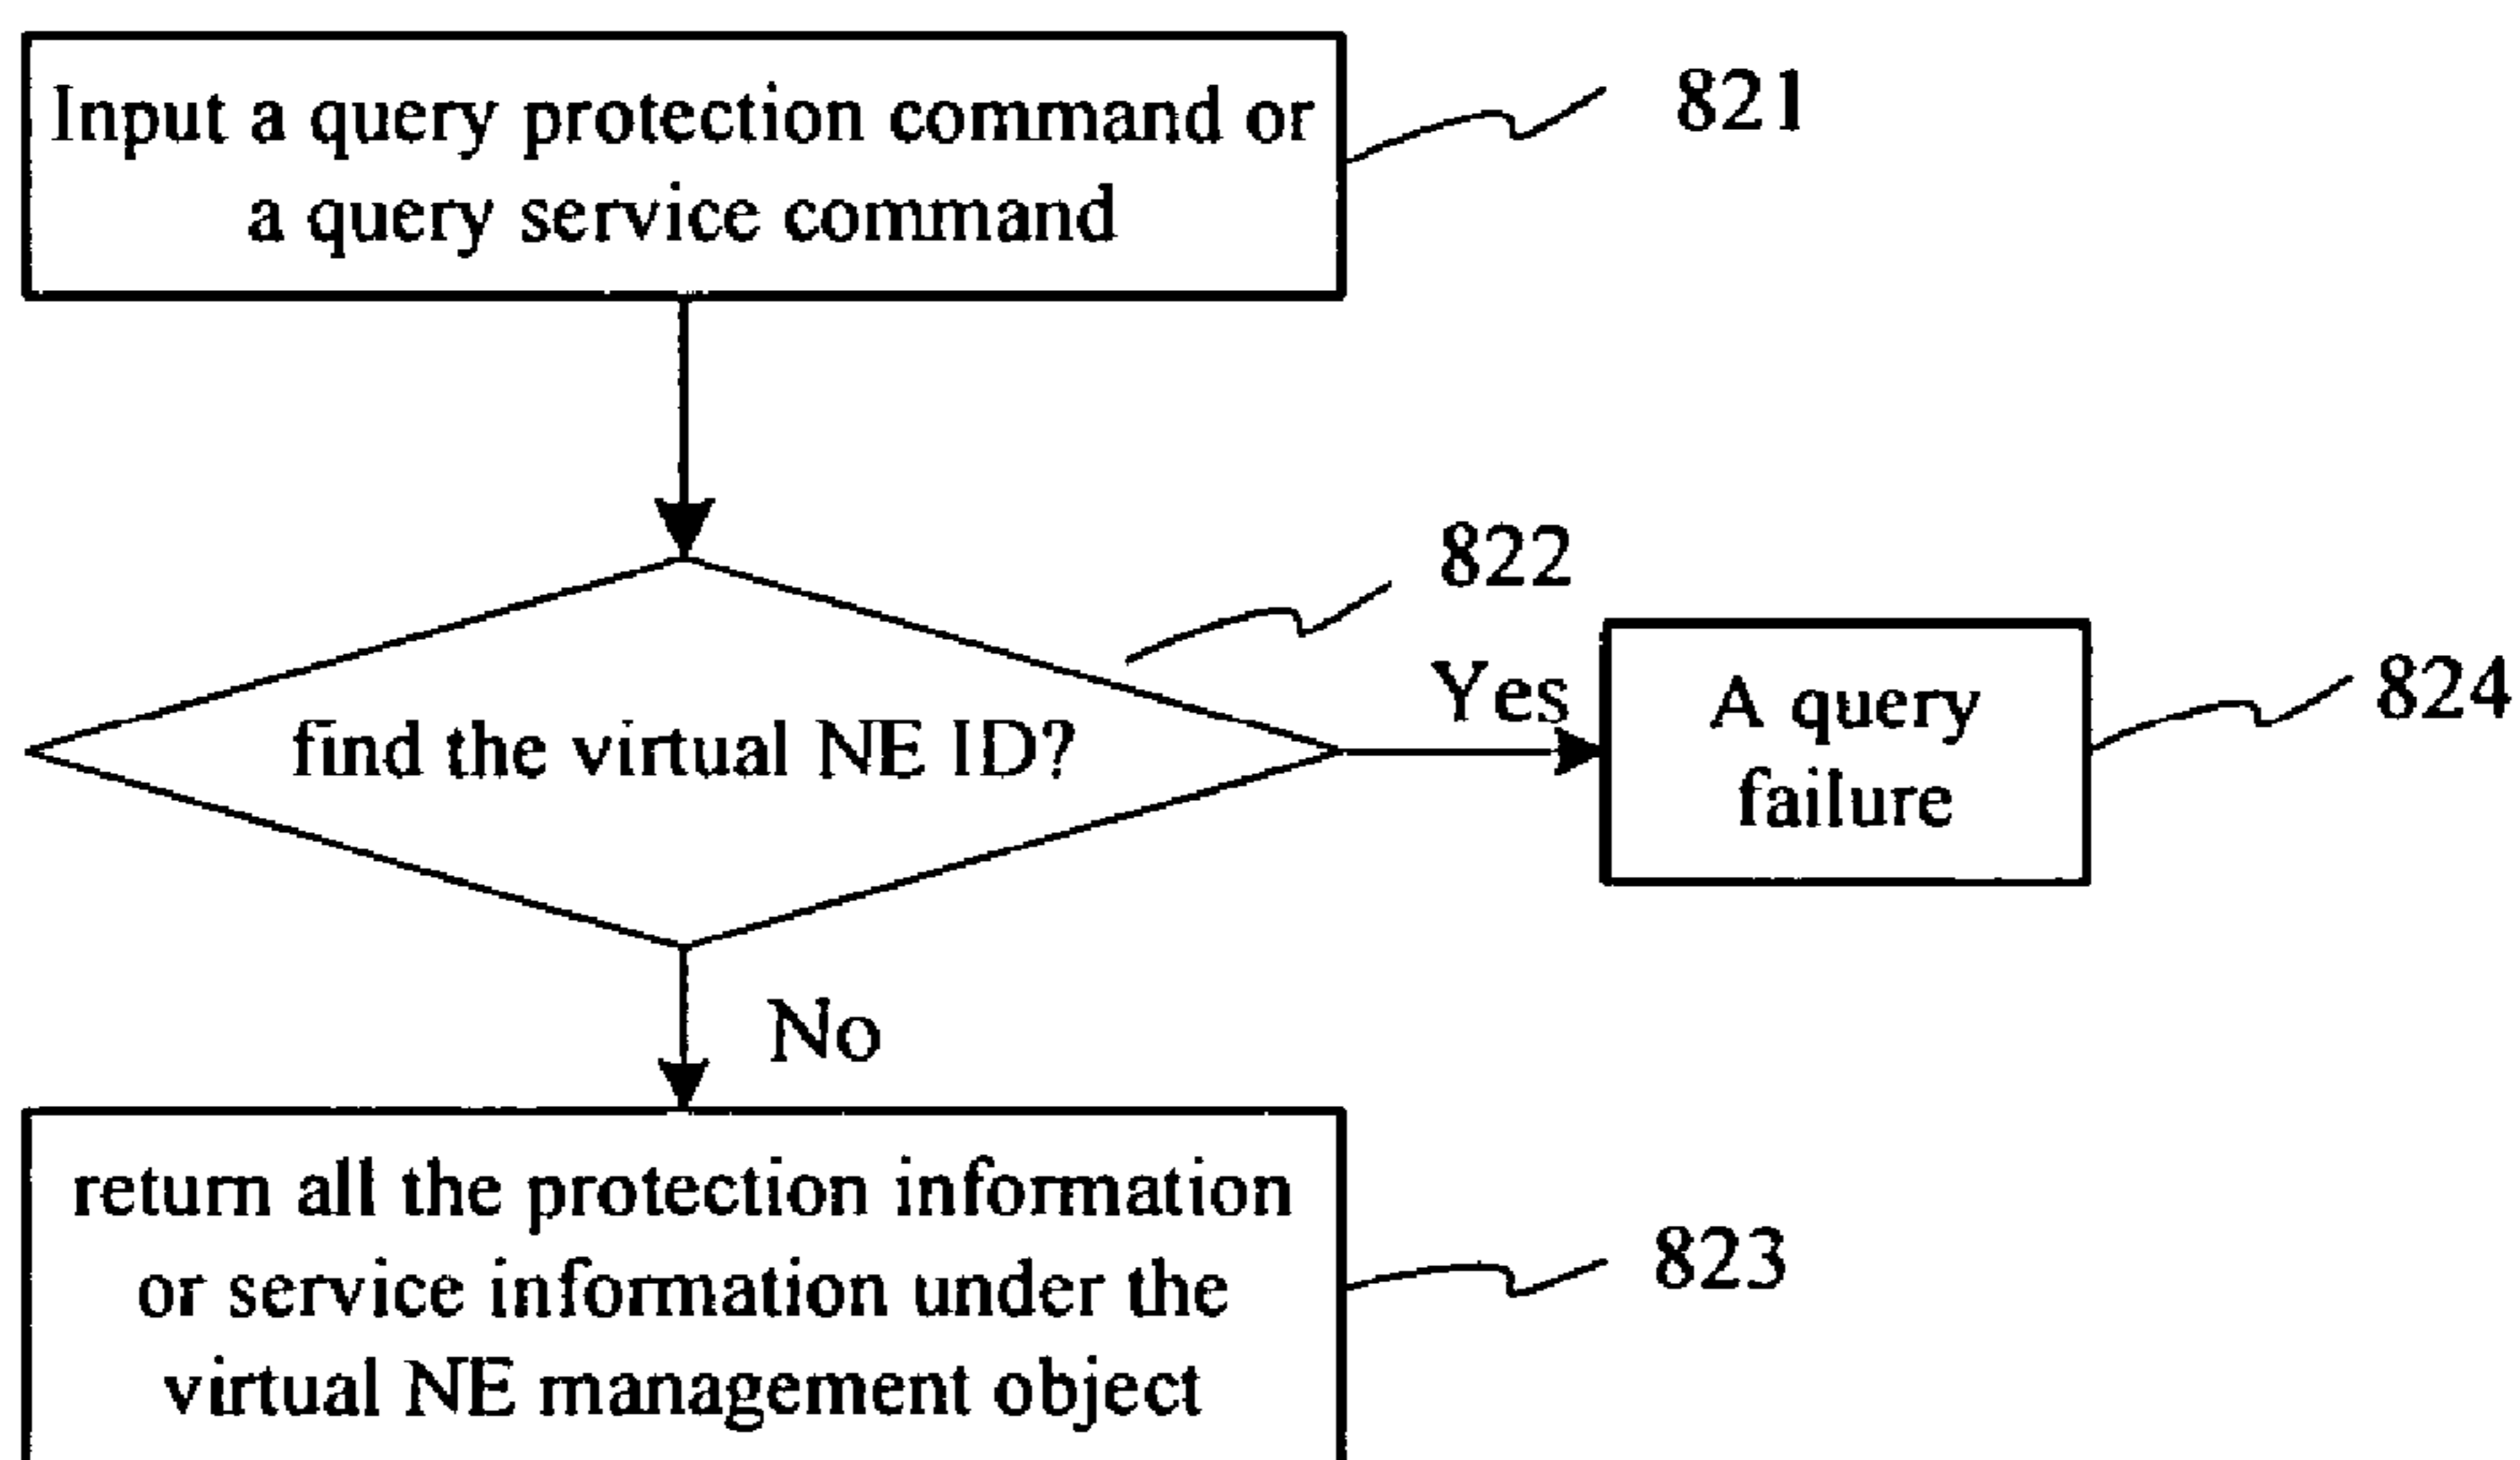 Input a query protection command or
a query service command
821
822
find the virtual NE ID?
Yes
A query
failure
824
No
return all the protection information
or service information under the
virtual NE management object
823